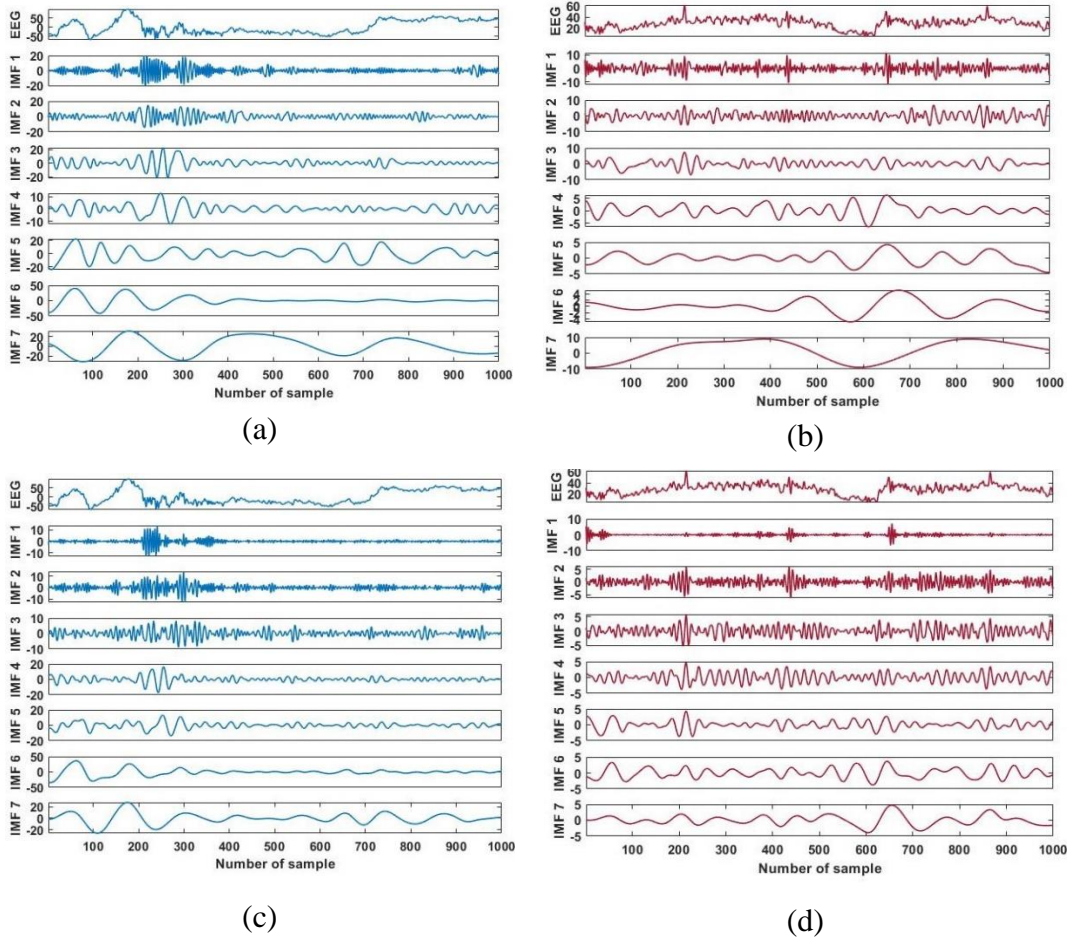 EEG 50 0 -50
IMF 1 20 0 -20
IMF 2 20 0 -20
IMF 3 20 0 -20
IMF 4 10 0 -10
IMF 5 20 0 -20
IMF 6 50 0 -50
IMF 7 20 0 -20
100 200 300 400 500 600 700 800 900 1000
Number of sample
(a)
EEG 60 40 20
IMF 1 10 0 -10
IMF 2 10 0 -10
IMF 3 10 0 -10
IMF 4 5 0 -5
IMF 5 5 0 -5
IMF 6 4 2 0 -2 -4
IMF 7 10 0 -10
100 200 300 400 500 600 700 800 900 1000
Number of sample
(b)
EEG 50 0 -50
IMF 1 10 0 -10
IMF 2 10 0 -10
IMF 3 10 0 -10
IMF 4 20 0 -20
IMF 5 20 0 -20
IMF 6 50 0 -50
IMF 7 20 0 -20
100 200 300 400 500 600 700 800 900 1000
Number of sample
(c)
EEG 60 40 20
IMF 1 10 0 -10
IMF 2 5 0 -5
IMF 3 5 0 -5
IMF 4 5 0 -5
IMF 5 5 0 -5
IMF 6 5 0 -5
IMF 7 5 0 -5
100 200 300 400 500 600 700 800 900 1000
Number of sample
(d)